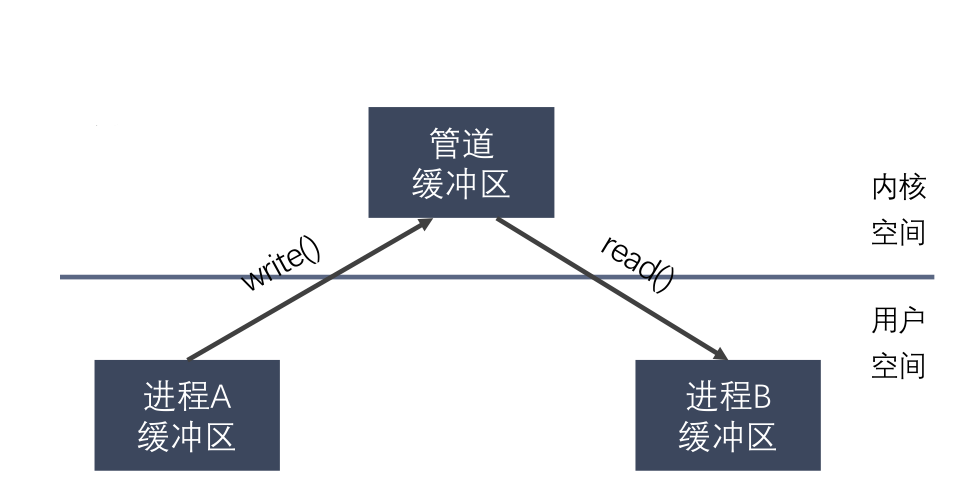 管道
缓冲区
内核
空间
write()
read()
用户
空间
进程A
缓冲区
进程B
缓冲区